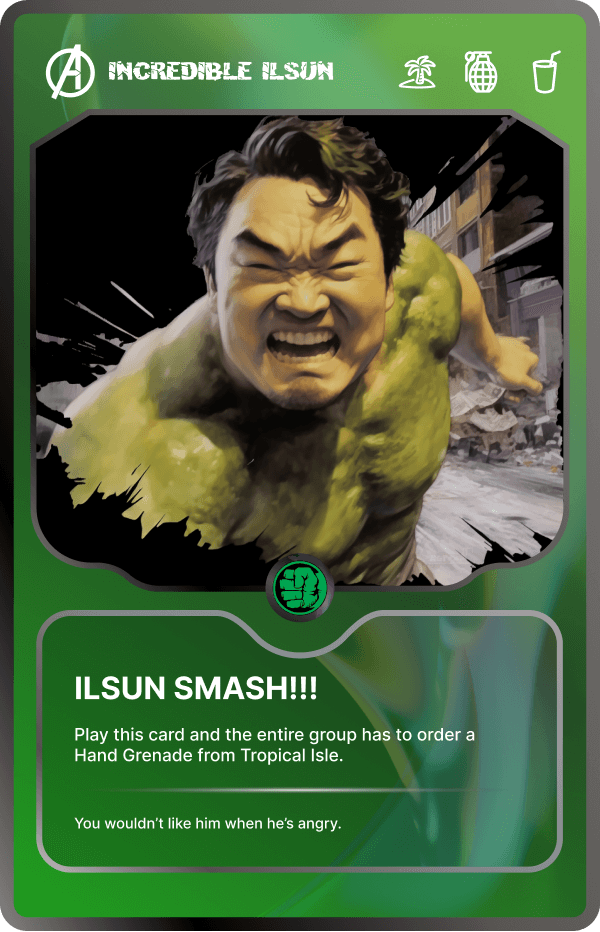 INCREDIBLE ILSUN
ILSUN SMASH!!!
Play this card and the entire group has to order a
Hand Grenade from Tropical Isle.
You wouldn’t like him when he’s angry.